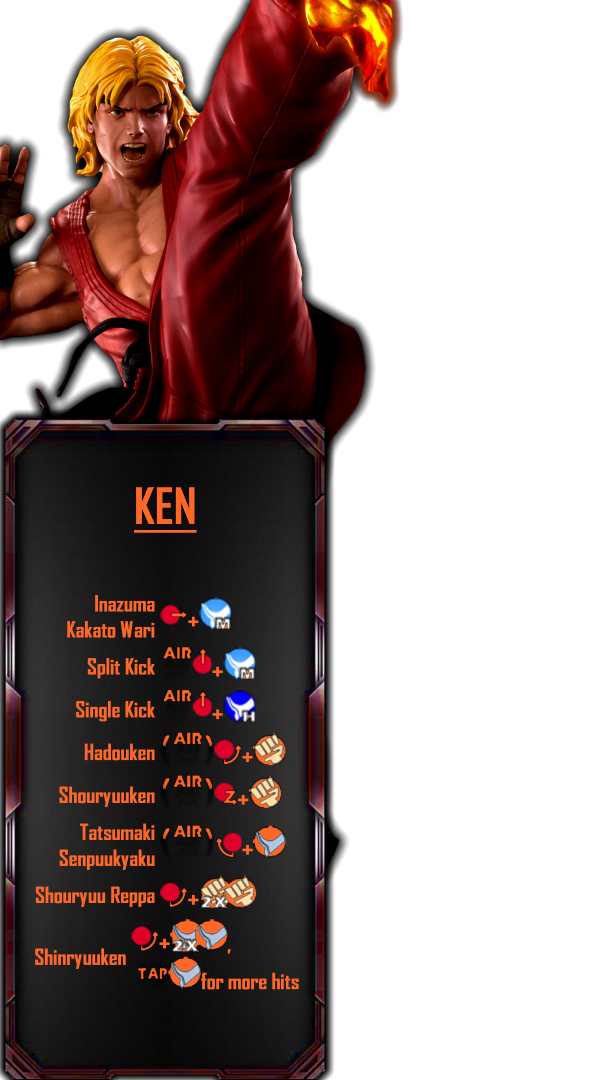 KEN
Inazuma
Kakato Wari + M
Split Kick AIR + M
Single Kick AIR + H
Hadouken (AIR) +
Shouryuuken (AIR) Z +
Tatsumaki
Senpuukyaku (AIR) +
Shouryuu Reppa + 2X
Shinryuuken + 2X ,
TAP for more hits